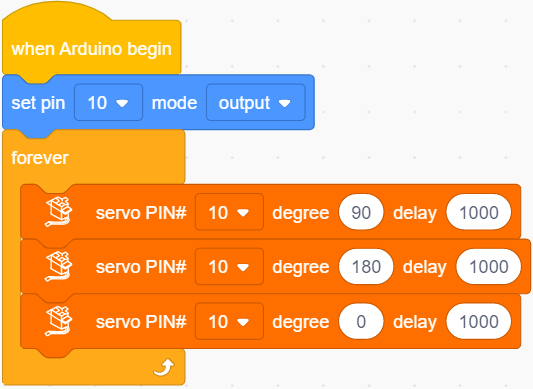 when Arduino begin
set pin 10 mode output
forever
servo PIN# 10 degree 90 delay 1000
servo PIN# 10 degree 180 delay 1000
servo PIN# 10 degree 0 delay 1000